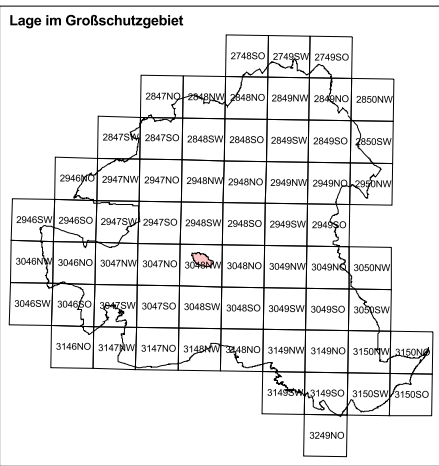 Lage im Großschutzgebiet
2748SO 2749SW 2749SO
2847NO 2848NW 2848NO 2849NW 2849NO 2850NW
2847SW 2847SO 2848SW 2848SO 2849SW 2849SO 2850SW
2946NO 2947NW 2947NO 2948NW 2948NO 2949NW 2949NO 2950NW
2946SW 2946SO 2947SW 2947SO 2948SW 2948SO 2949SW 2949SO
3046NW 3046NO 3047NW 3047NO 3048NW 3048NO 3049NW 3049NO 3050NW
3046SW 3046SO 3047SW 3047SO 3048SW 3048SO 3049SW 3049SO 3050SW
3146NO 3147NW 3147NO 3148NW 3148NO 3149NW 3149NO 3150NW 3150NO
3149SW 3149SO 3150SW 3150SO
3249NO